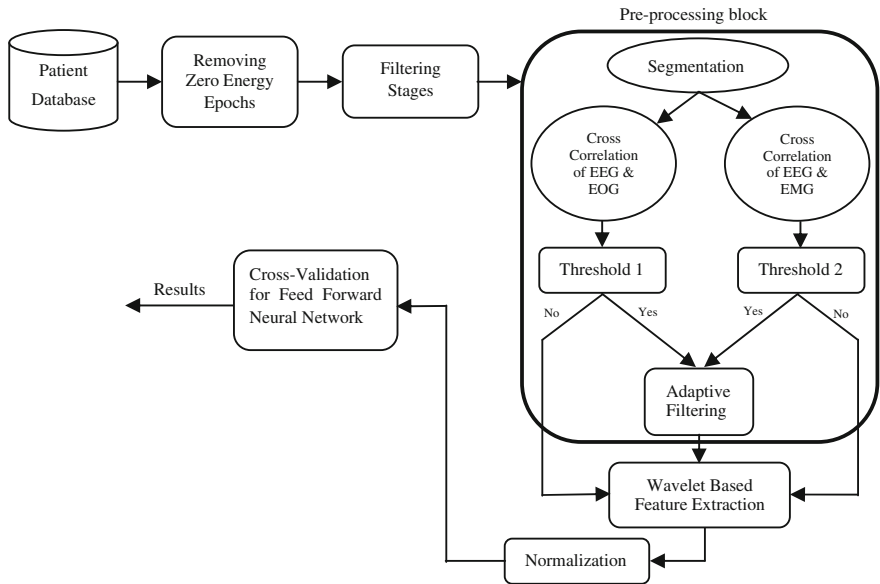 Pre-processing block
Patient
Database
Removing
Zero Energy
Epochs
Filtering
Stages
Segmentation
Cross
Correlation
of EEG &
EOG
Cross
Correlation
of EEG &
EMG
Threshold 1
Threshold 2
No
Yes
Yes
No
Adaptive
Filtering
Wavelet Based
Feature Extraction
Normalization
Cross-Validation
for Feed Forward
Neural Network
Results